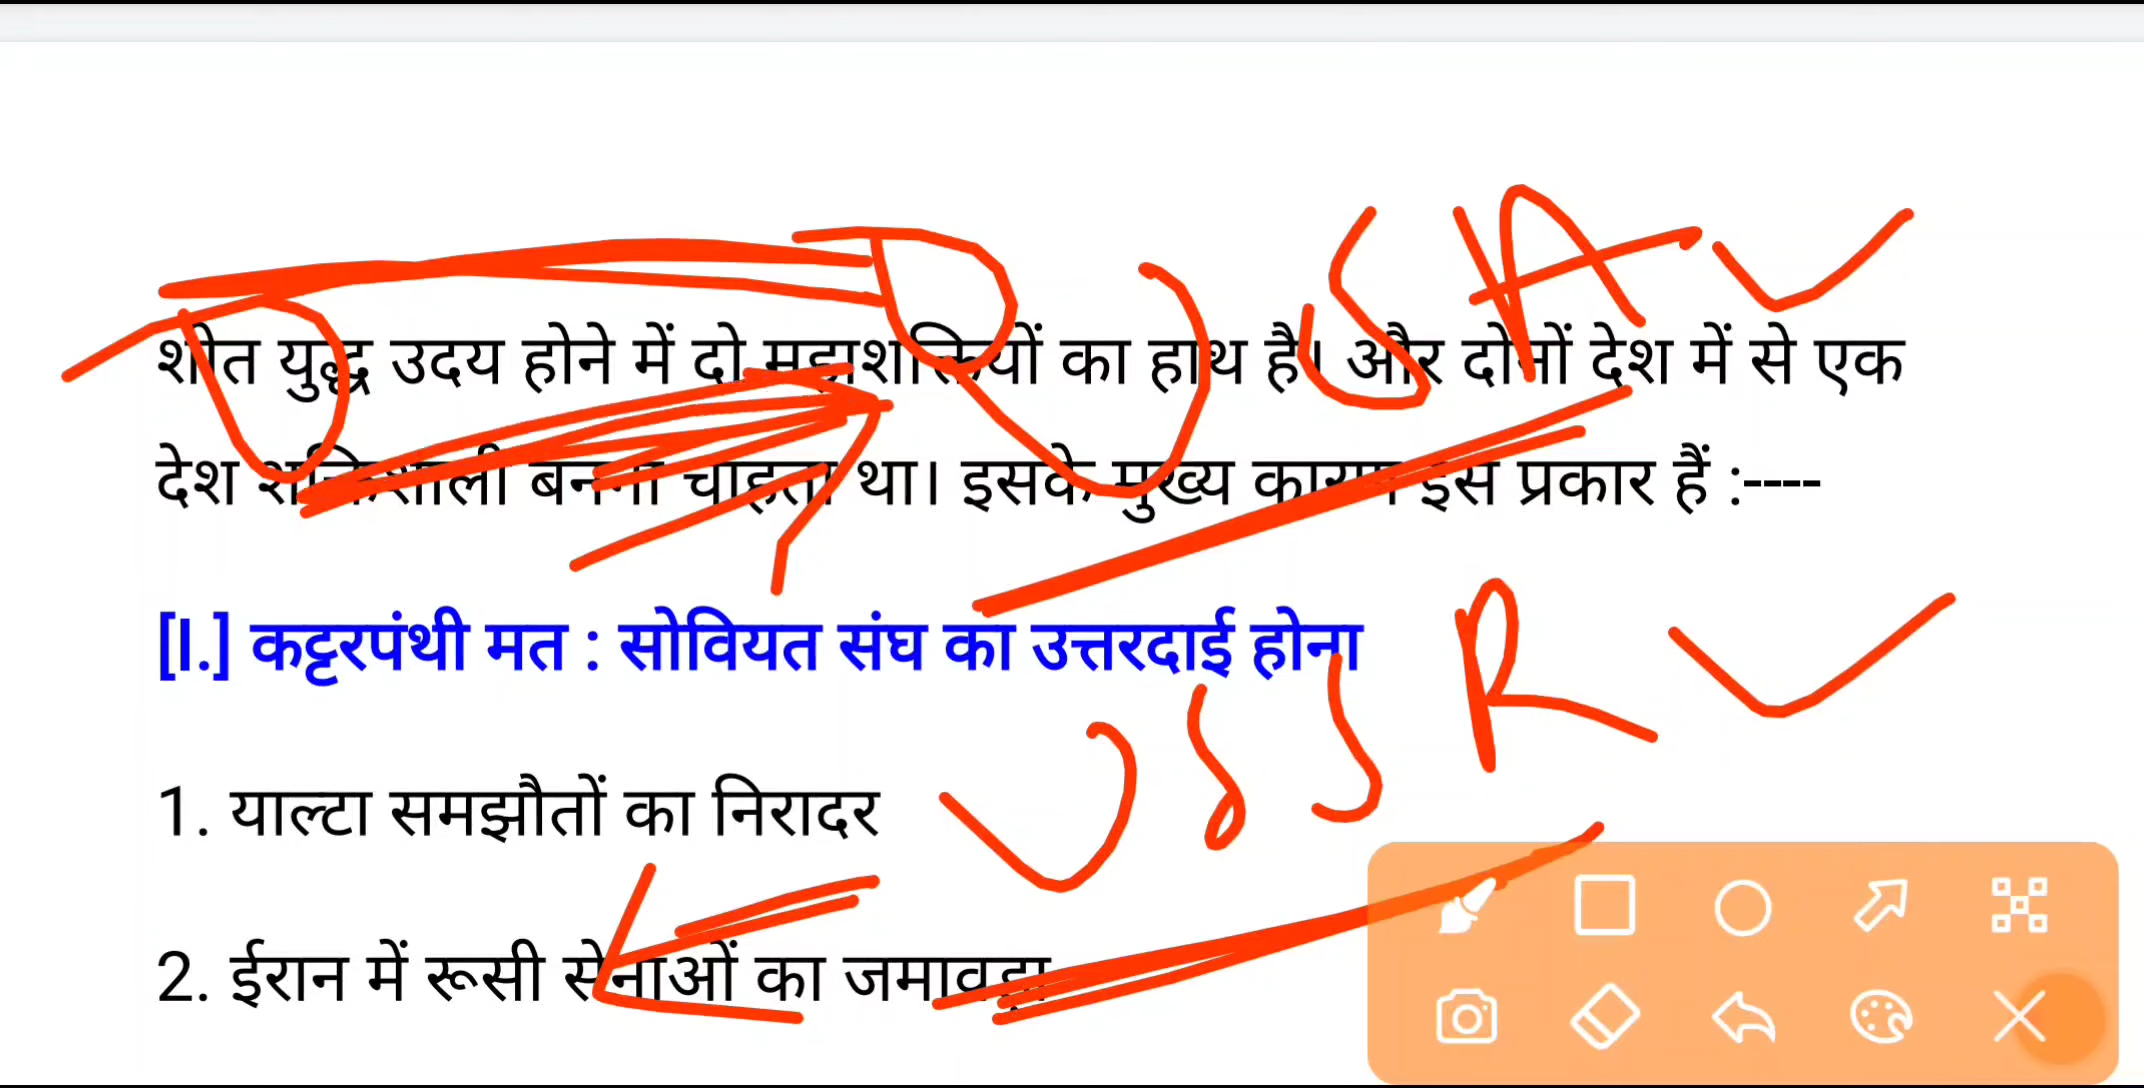 शीत युद्ध उदय होने में दो महाशक्तियों का हाथ है। और दोनों देश में से एक
देश शक्तिशाली बनना चाहता था। इसके मुख्य कारण इस प्रकार हैं :----
USA
[I.] कट्टरपंथी मत : सोवियत संघ का उत्तरदाई होना
USSR
1. याल्टा समझौतों का निरादर
2. ईरान में रूसी सेनाओं का जमावड़ा